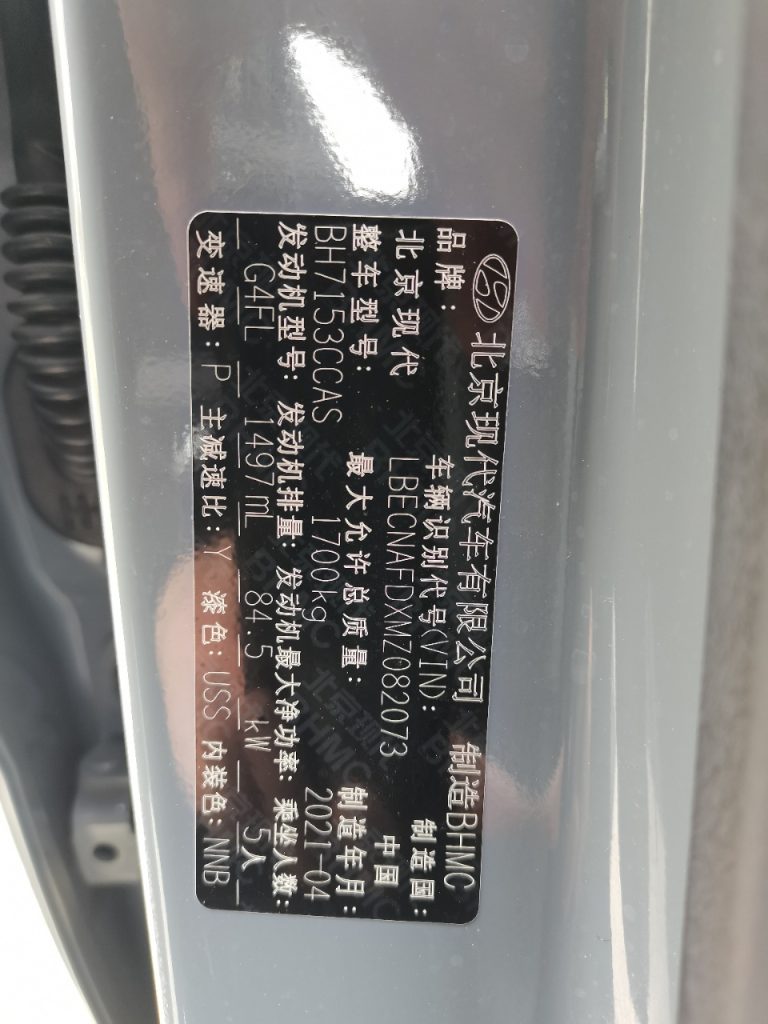 北京现代汽车有限公司 制造BHMC
品牌: 车辆识别代号(VIN): 制造国:
北京现代 LBECNAFDXMZ082073 中国
整车型号: 最大允许总质量: 制造年月:
BH7153CCAS 1700kg 2021-04
发动机型号: 发动机排量: 发动机最大净功率: 乘坐人数:
G4FL 1497mL 84.5 kW 5人
变速器: P 主减速比: Y 漆色: USS 内装色: NNB